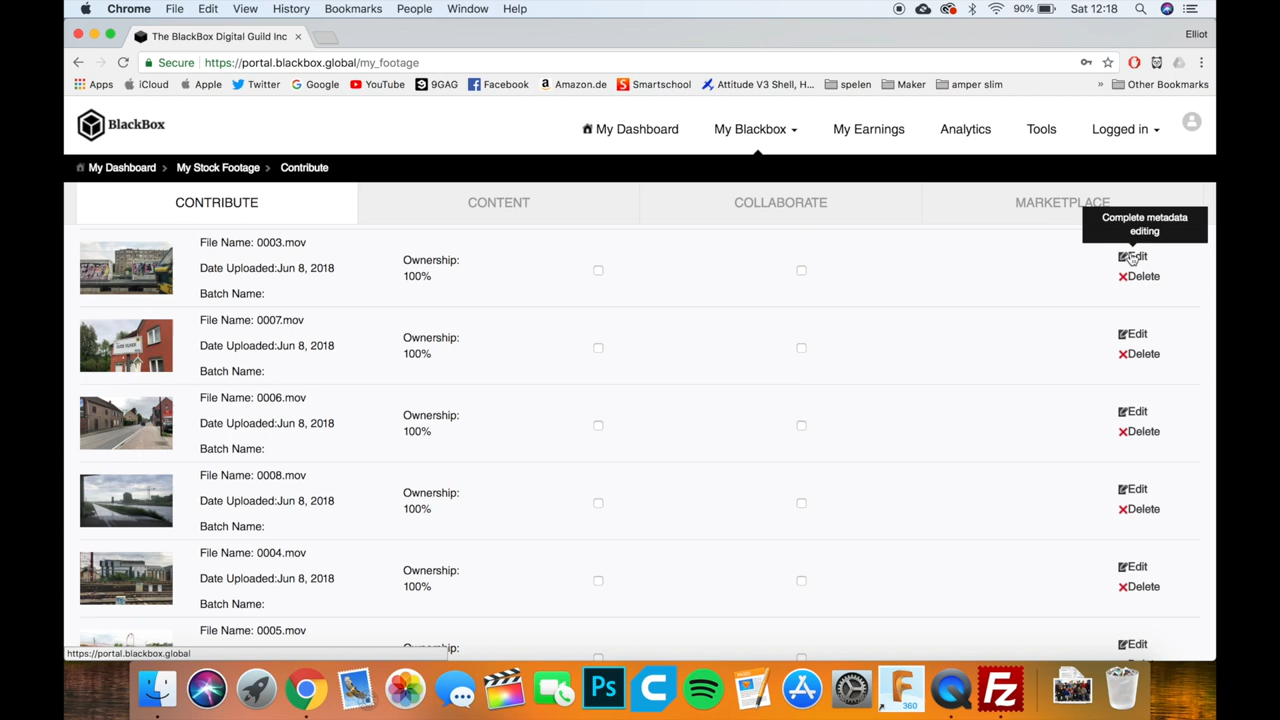 Chrome File Edit View History Bookmarks People Window Help 90% Sat 12:18
The BlackBox Digital Guild Inc Elliot
Secure https://portal.blackbox.global/my_footage
Apps iCloud Apple Twitter Google YouTube 9GAG Facebook Amazon.de Smartschool Attitude V3 Shell, H... spelen Maker amper slim » Other Bookmarks
BlackBox My Dashboard My Blackbox My Earnings Analytics Tools Logged in
My Dashboard My Stock Footage Contribute
CONTRIBUTE CONTENT COLLABORATE MARKETPLACE
Complete metadata
editing
File Name: 0003.mov
Ownership:
100%
Edit
Date Uploaded:Jun 8, 2018
Delete
Batch Name:
File Name: 0007.mov
Ownership:
100%
Edit
Date Uploaded:Jun 8, 2018
Delete
Batch Name:
File Name: 0006.mov
Ownership:
100%
Edit
Date Uploaded:Jun 8, 2018
Delete
Batch Name:
File Name: 0008.mov
Ownership:
100%
Edit
Date Uploaded:Jun 8, 2018
Delete
Batch Name:
File Name: 0004.mov
Ownership:
100%
Edit
Date Uploaded:Jun 8, 2018
Delete
Batch Name:
File Name: 0005.mov
Ownership:
Edit
https://portal.blackbox.global
Ps
360
Fz